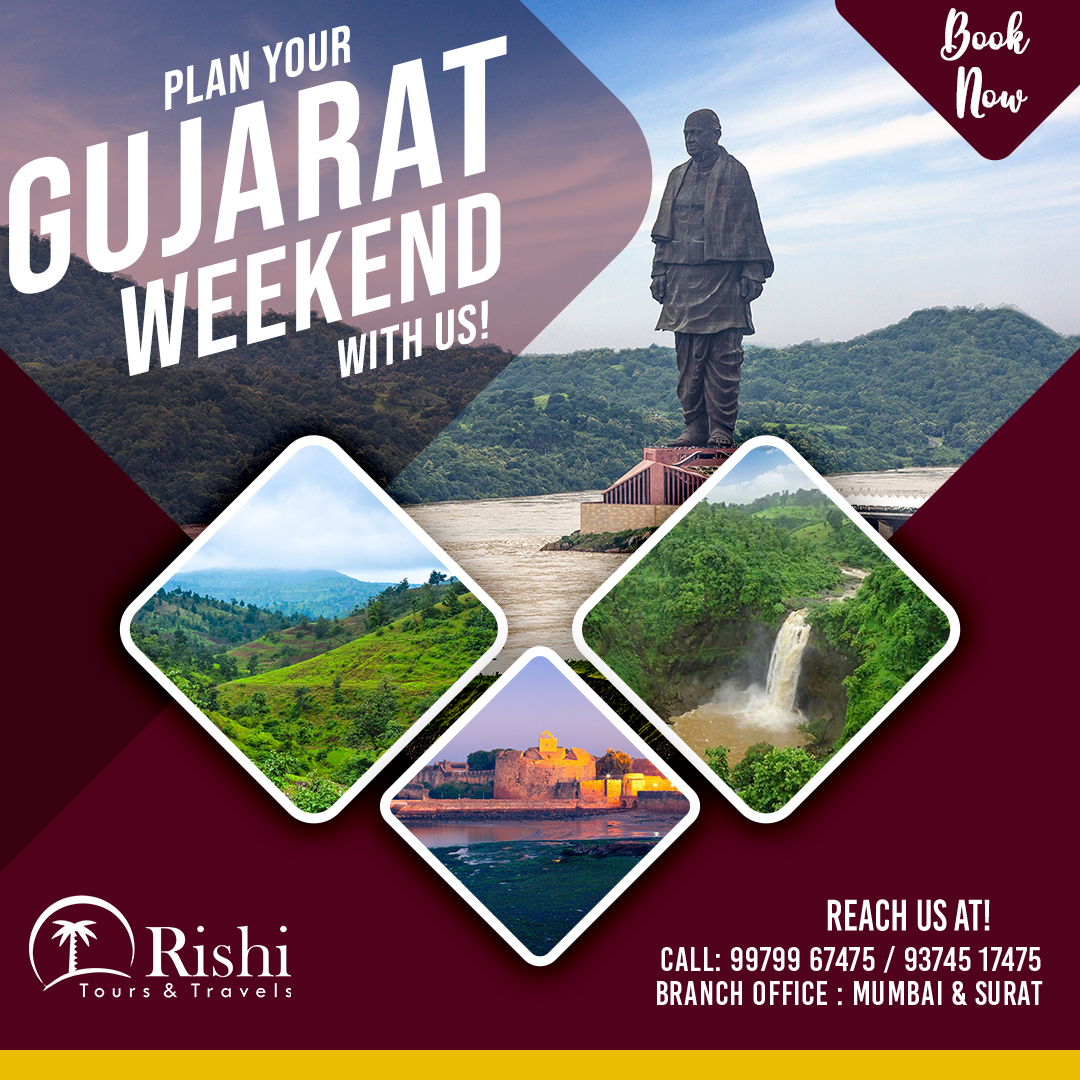 PLAN YOUR
GUJARAT
WEEKEND
WITH US!
Book
Now
Rishi
Tours & Travels
REACH US AT!
CALL: 99799 67475 / 93745 17475
BRANCH OFFICE : MUMBAI & SURAT